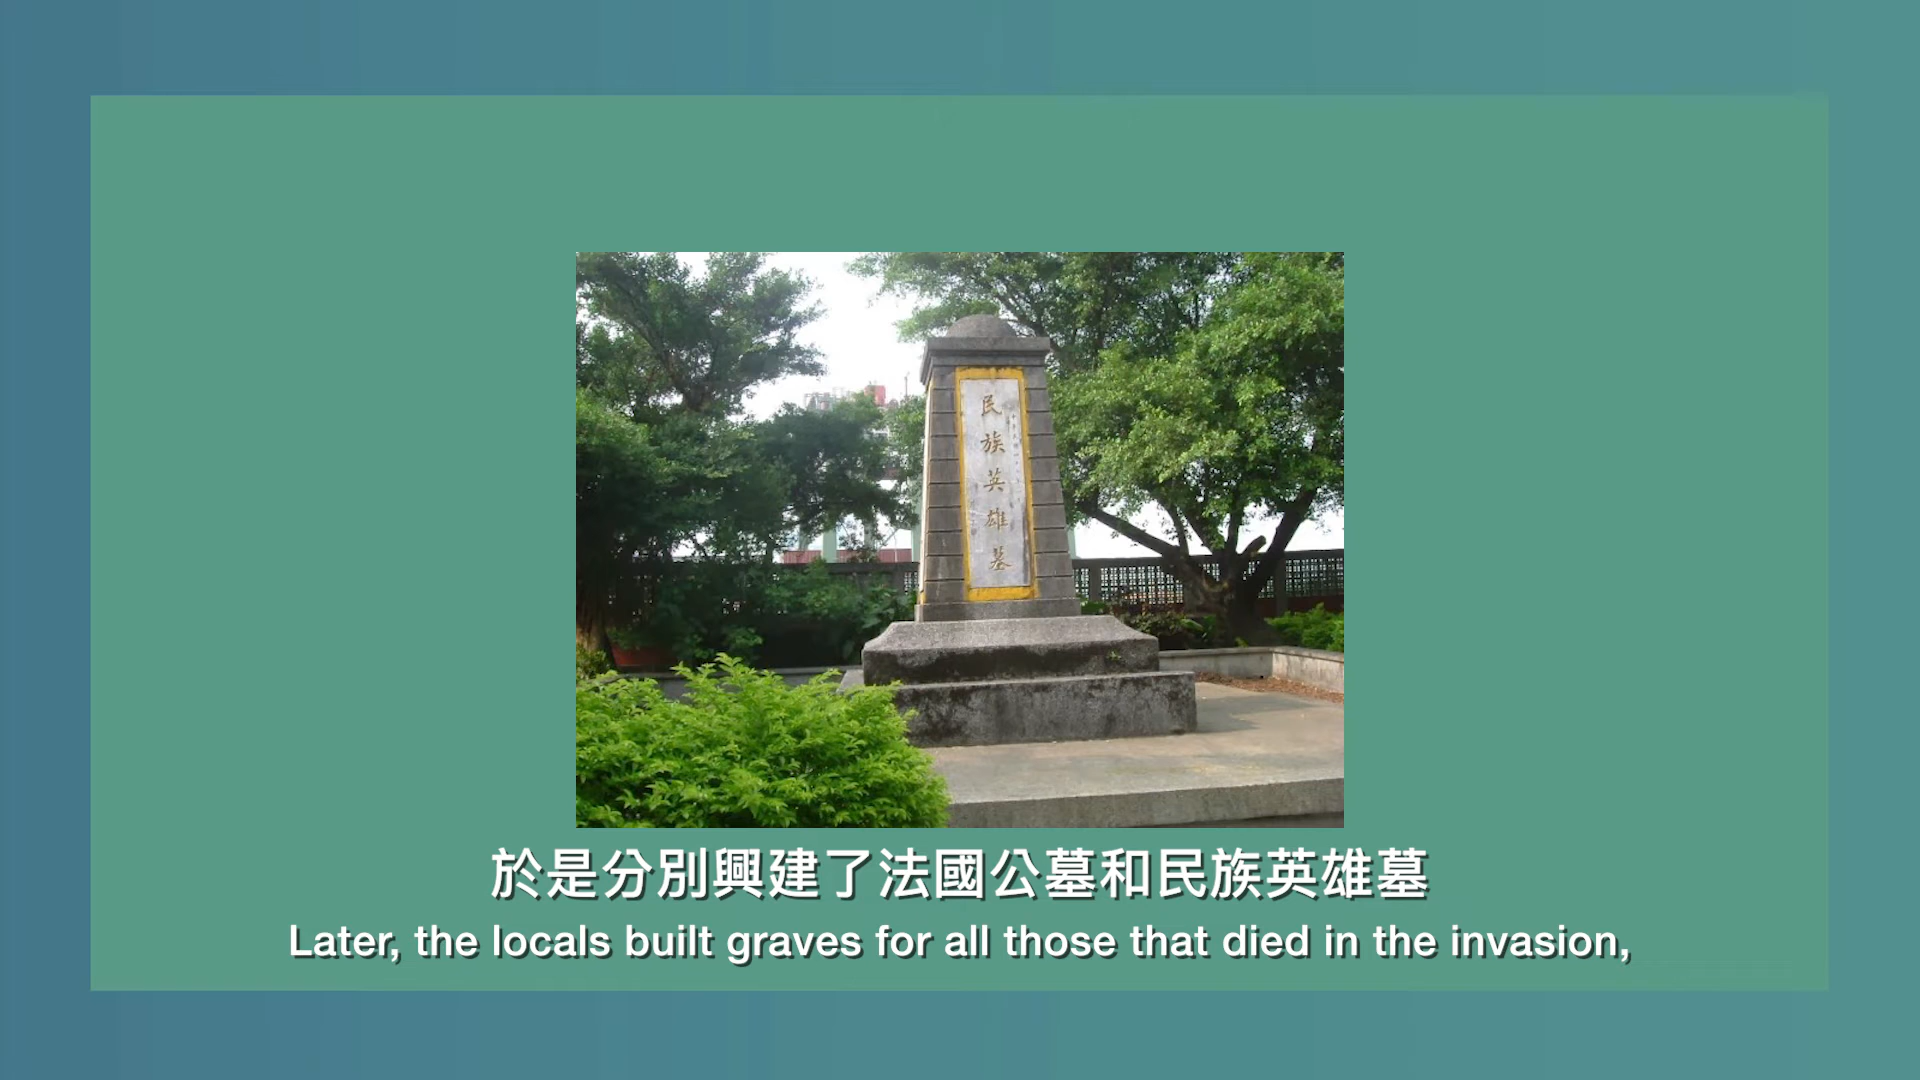 民族英雄墓
於是分別興建了法國公墓和民族英雄墓
Later, the locals built graves for all those that died in the invasion,